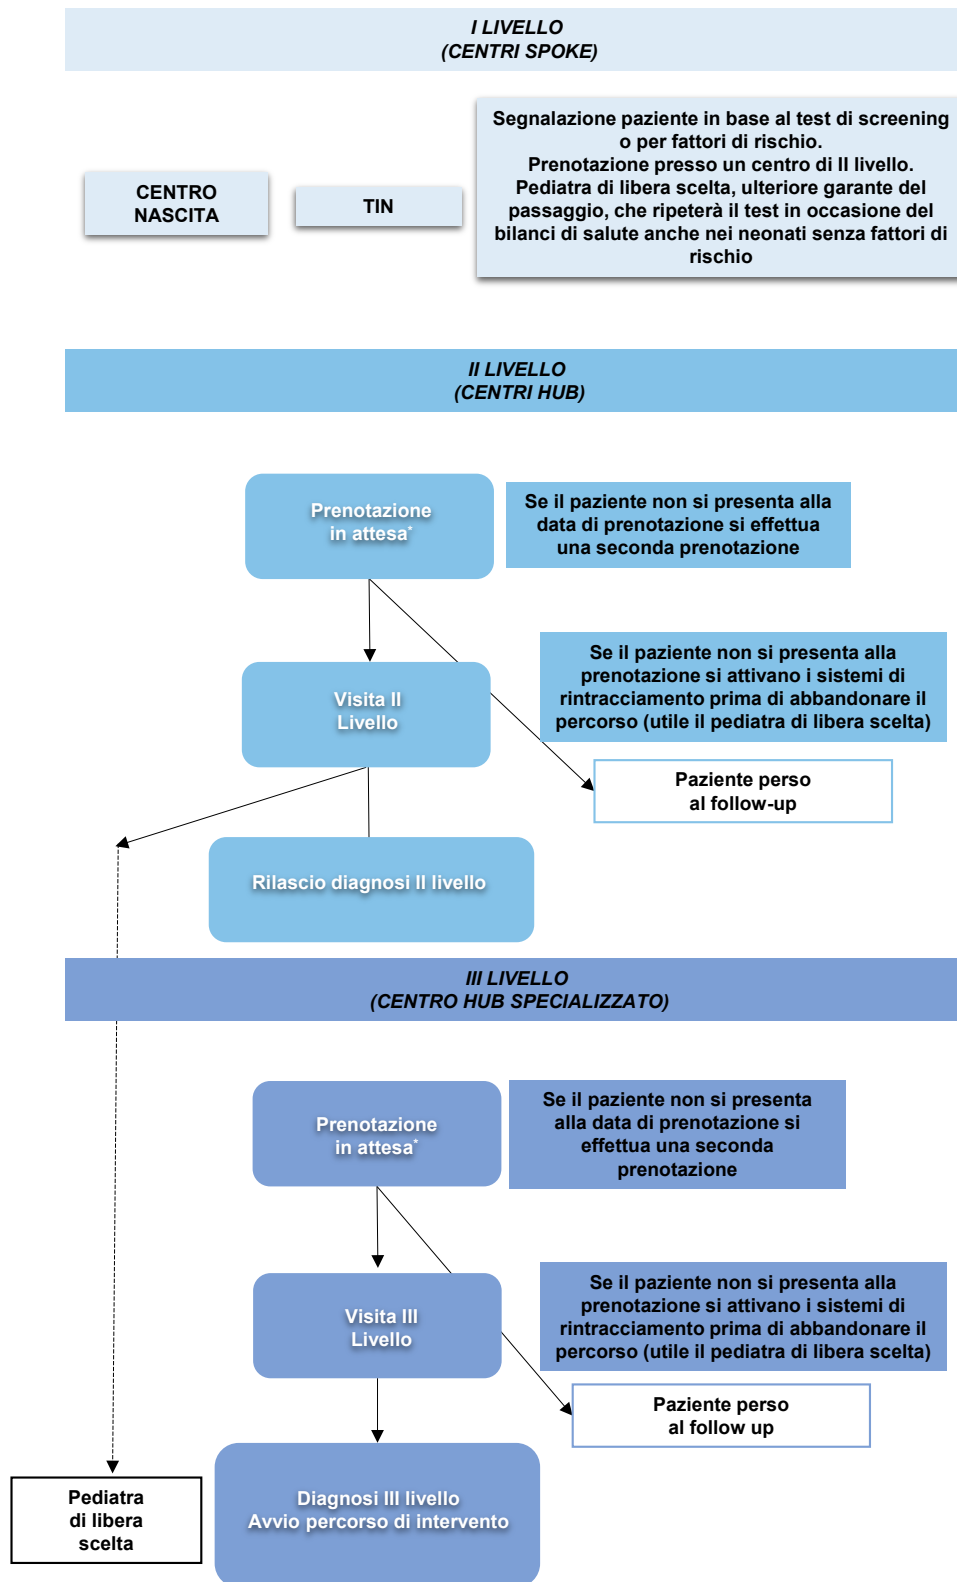 I LIVELLO
(CENTRI SPOKE)
CENTRO
NASCITA
TIN
Segnalazione paziente in base al test di screening
o per fattori di rischio.
Prenotazione presso un centro di II livello.
Pediatra di libera scelta, ulteriore garante del
passaggio, che ripeterà il test in occasione del
bilanci di salute anche nei neonati senza fattori di
rischio
II LIVELLO
(CENTRI HUB)
Prenotazione
in attesa*
Se il paziente non si presenta alla
data di prenotazione si effettua
una seconda prenotazione
Visita II
Livello
Se il paziente non si presenta alla
prenotazione si attivano i sistemi di
rintracciamento prima di abbandonare il
percorso (utile il pediatra di libera scelta)
Paziente perso
al follow-up
Rilascio diagnosi II livello
III LIVELLO
(CENTRO HUB SPECIALIZZATO)
Prenotazione
in attesa*
Se il paziente non si presenta
alla data di prenotazione si
effettua una seconda
prenotazione
Visita III
Livello
Se il paziente non si presenta alla
prenotazione si attivano i sistemi di
rintracciamento prima di abbandonare il
percorso (utile il pediatra di libera scelta)
Paziente perso
al follow up
Diagnosi III livello
Avvio percorso di intervento
Pediatra
di libera
scelta